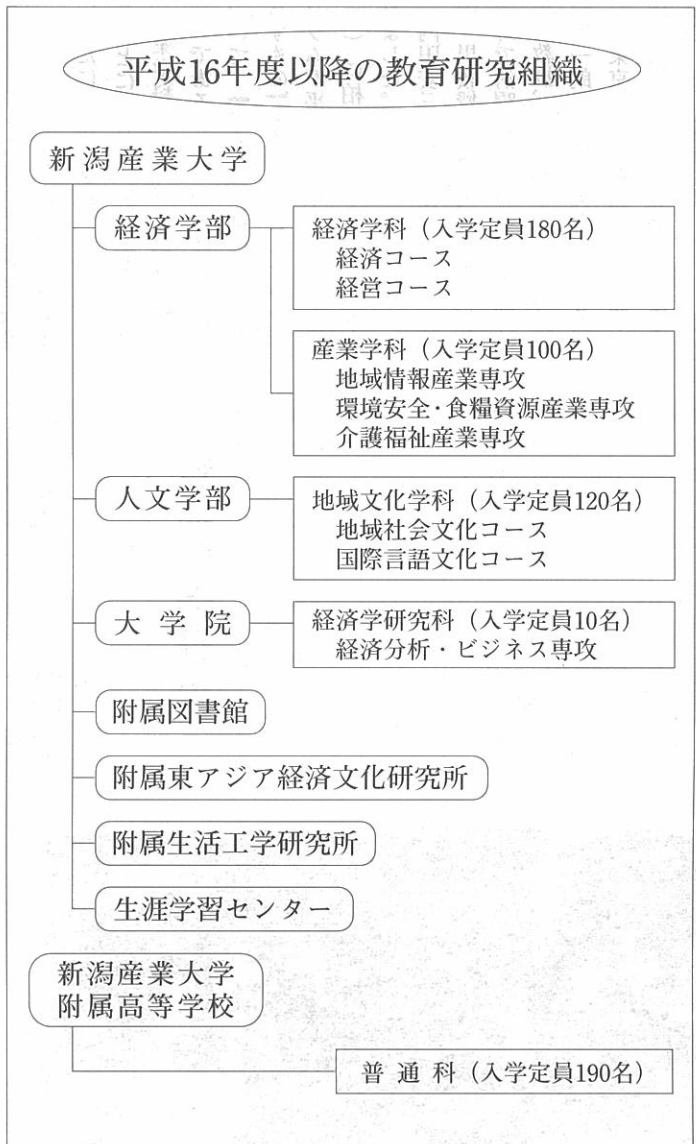 平成16年度以降の教育研究組織
新潟産業大学
経済学部
経済学科（入学定員180名）
経済コース
経営コース
産業学科（入学定員100名）
地域情報産業専攻
環境安全・食糧資源産業専攻
介護福祉産業専攻
人文学部
地域文化学科（入学定員120名）
地域社会文化コース
国際言語文化コース
大学院
経済学研究科（入学定員10名）
経済分析・ビジネス専攻
附属図書館
附属東アジア経済文化研究所
附属生活工学研究所
生涯学習センター
新潟産業大学
附属高等学校
普通科（入学定員190名）